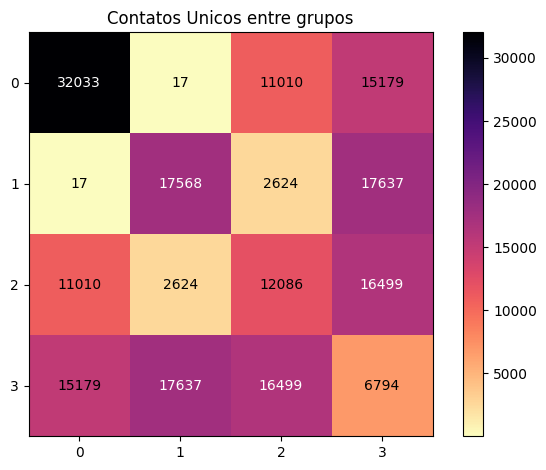 Contatos Unicos entre grupos
0 32033 17 11010 15179
1 17 17568 2624 17637
2 11010 2624 12086 16499
3 15179 17637 16499 6794
0 1 2 3
30000
25000
20000
15000
10000
5000